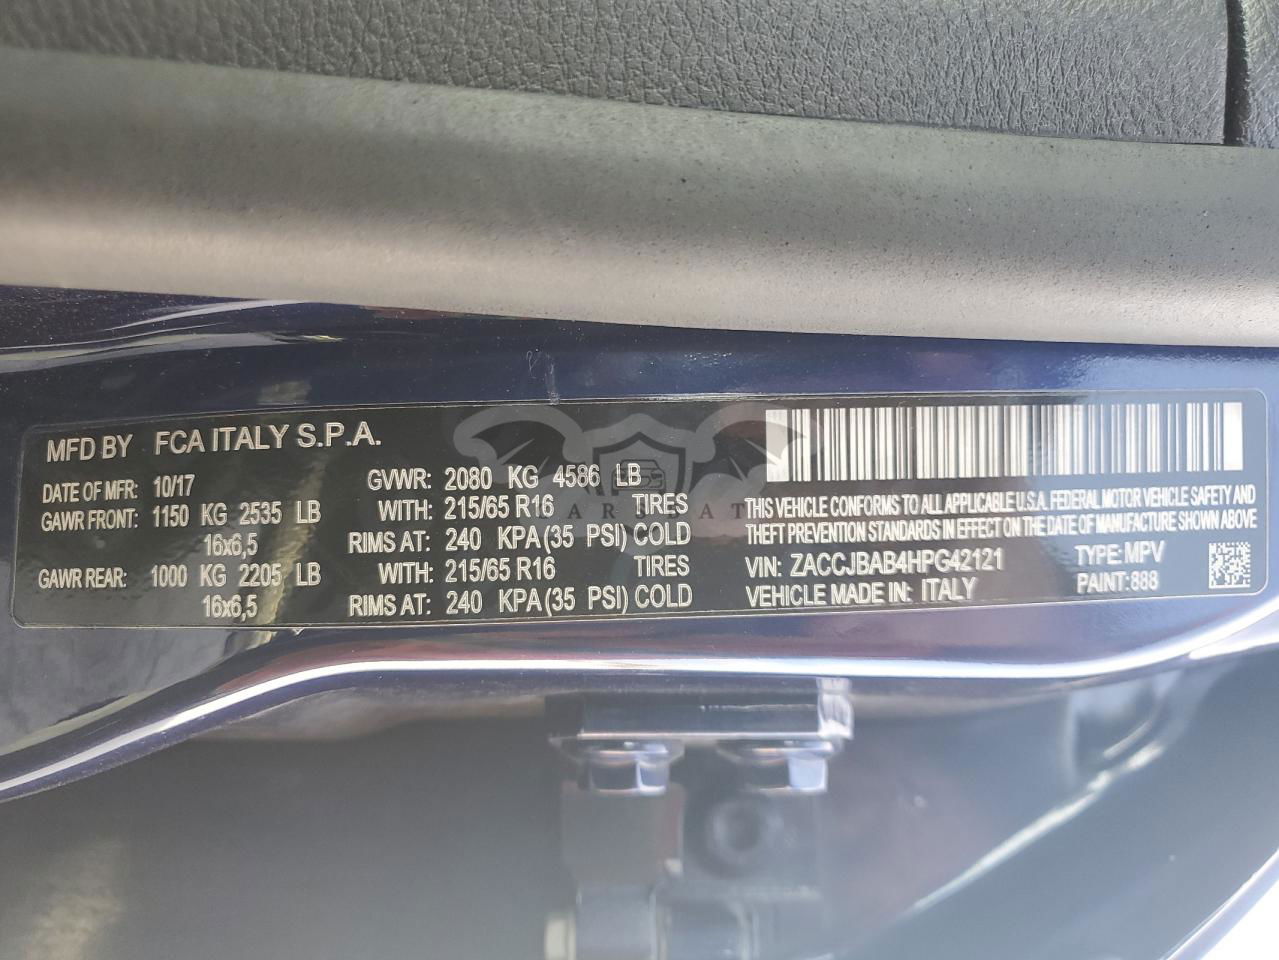 MFD BY FCA ITALY S.P.A.
DATE OF MFR: 10/17 GVWR: 2080 KG 4586 LB
GAWR FRONT: 1150 KG 2535 LB WITH: 215/65 R16 TIRES
16x6,5 RIMS AT: 240 KPA (35 PSI) COLD
GAWR REAR: 1000 KG 2205 LB WITH: 215/65 R16 TIRES
16x6,5 RIMS AT: 240 KPA (35 PSI) COLD
THIS VEHICLE CONFORMS TO ALL APPLICABLE U.S.A. FEDERAL MOTOR VEHICLE SAFETY AND
THEFT PREVENTION STANDARDS IN EFFECT ON THE DATE OF MANUFACTURE SHOWN ABOVE
VIN: ZACCJBAB4HPG42121 TYPE: MPV
VEHICLE MADE IN: ITALY PAINT: 888